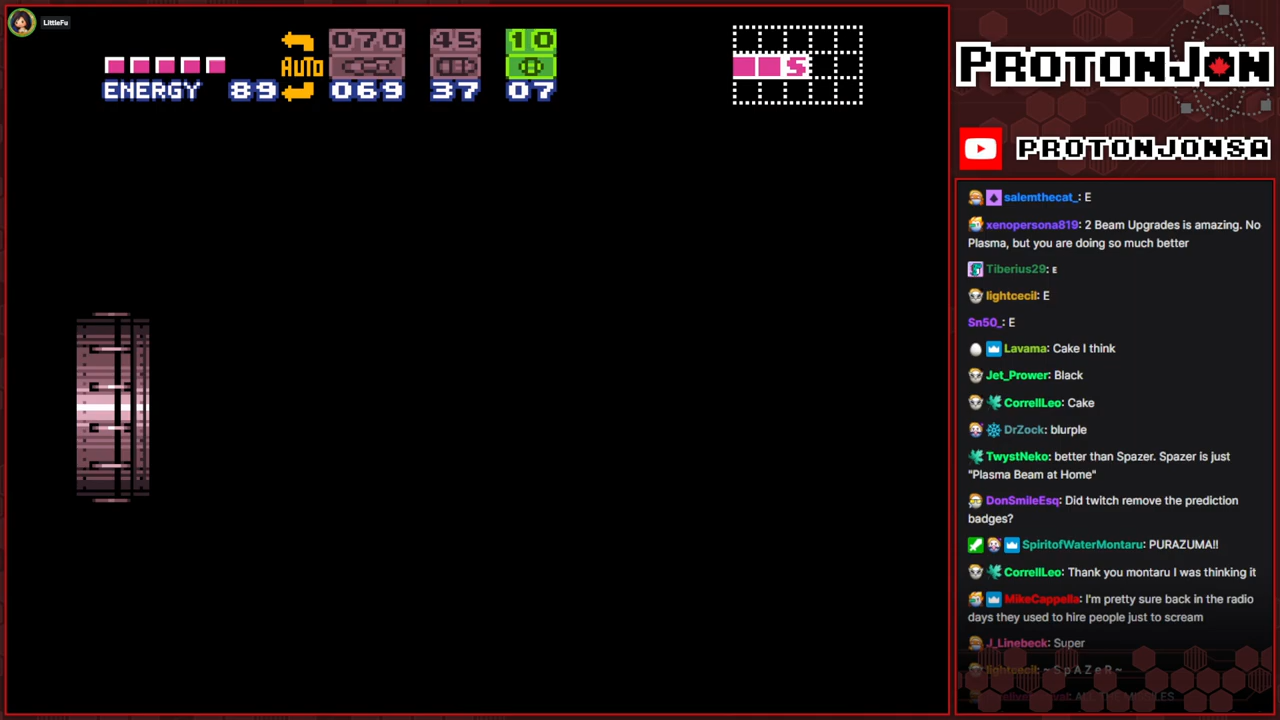 LittleFu
ENERGY 89
AUTO
070 45 10
069 37 07
S
PROTONJON
PROTONJONSA
salemthecat_: E
xenopersona819: 2 Beam Upgrades is amazing. No
Plasma, but you are doing so much better
Tiberius29: E
lightcecil: E
Sn50_: E
Lavama: Cake I think
Jet_Prower: Black
CorrellLeo: Cake
DrZock: blurple
TwystNeko: better than Spazer. Spazer is just
"Plasma Beam at Home"
DonSmileEsq: Did twitch remove the prediction
badges?
SpiritofWaterMontaru: PURAZUMA!!
CorrellLeo: Thank you montaru I was thinking it
MikeCappella: I'm pretty sure back in the radio
days they used to hire people just to scream
J_Linebeck: Super
lightcecil: ~ S p A Z e R ~
ALL THE MISSILES